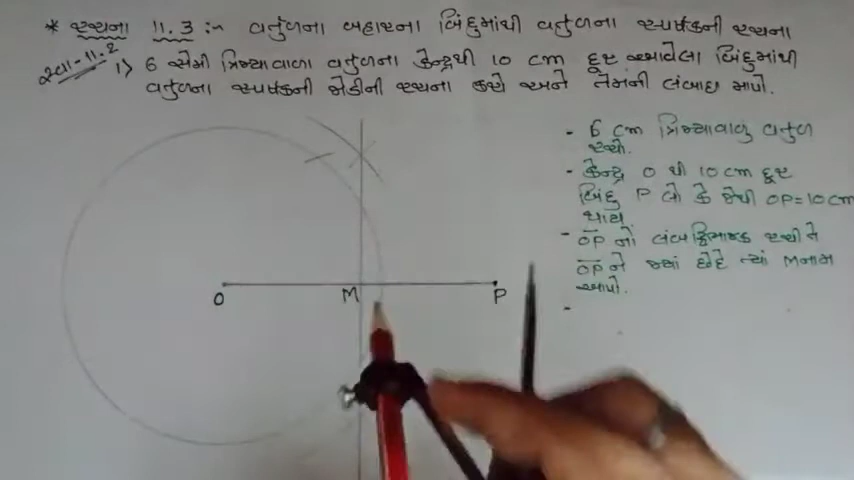 * રચના 11.3 :- વર્તુળના બહારના બિંદુમાંથી વર્તુળના સ્પર્શકની રચના
સ્વા-11.2
1) 6 સેમી ત્રિજ્યાવાળા વર્તુળના કેન્દ્રથી 10 cm દૂર આવેલા બિંદુમાંથી
વર્તુળના સ્પર્શકની જોડીની રચના કરો અને તેમની લંબાઇ માપો.
- 6 cm ત્રિજ્યાવાળું વર્તુળ
રચો.
- કેન્દ્ર O થી 10 cm દૂર
બિંદુ P લો કે જેથી OP = 10 cm
થાય
- OP નો લંબદ્વિભાજક રચીને
OP ને જ્યાં છેદે ત્યાં M નામ
આપો.
-
O M P